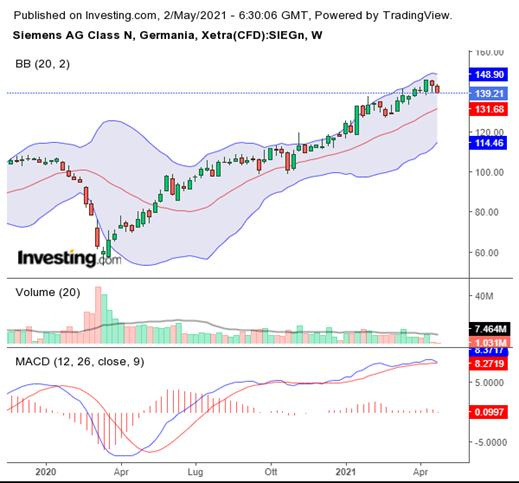 Published on Investing.com, 2/May/2021 - 6:30:06 GMT, Powered by TradingView.
Siemens AG Class N, Germania, Xetra(CFD):SIEGn, W
BB (20, 2)
160.00
148.90
139.21
131.68
120.00
114.46
100.00
80.00
60.00
Investing.com
Volume (20)
40M
7.464M
1.031M
MACD (12, 26, close, 9)
8.3717
8.2719
5.0000
0.0997
-5.0000
2020 Apr Lug Ott 2021 Apr